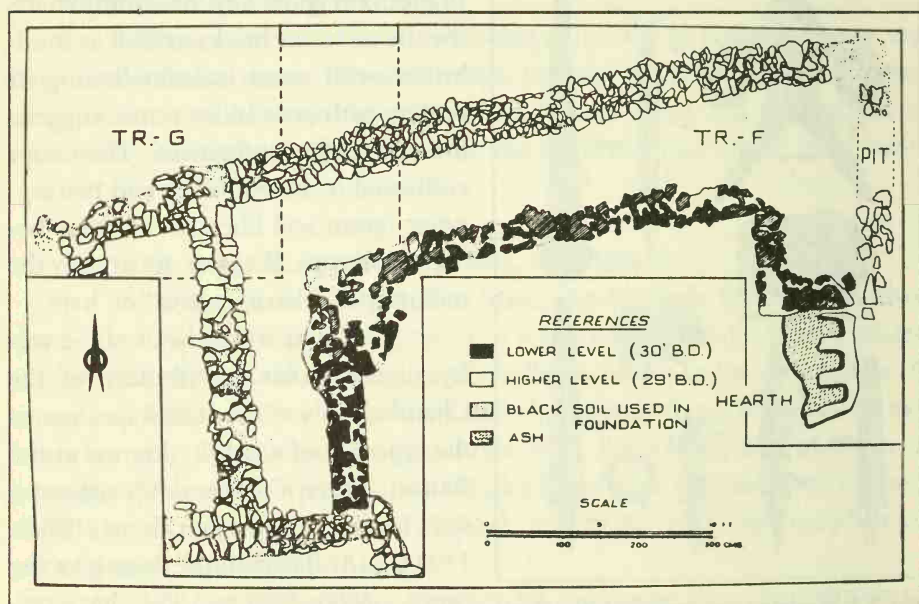 TR.-G
TR.-F
PIT
REFERENCES
LOWER LEVEL (30' B.D.)
HIGHER LEVEL (29' B.D.)
BLACK SOIL USED IN
FOUNDATION
ASH
HEARTH
SCALE
0 100 200 300 CMS